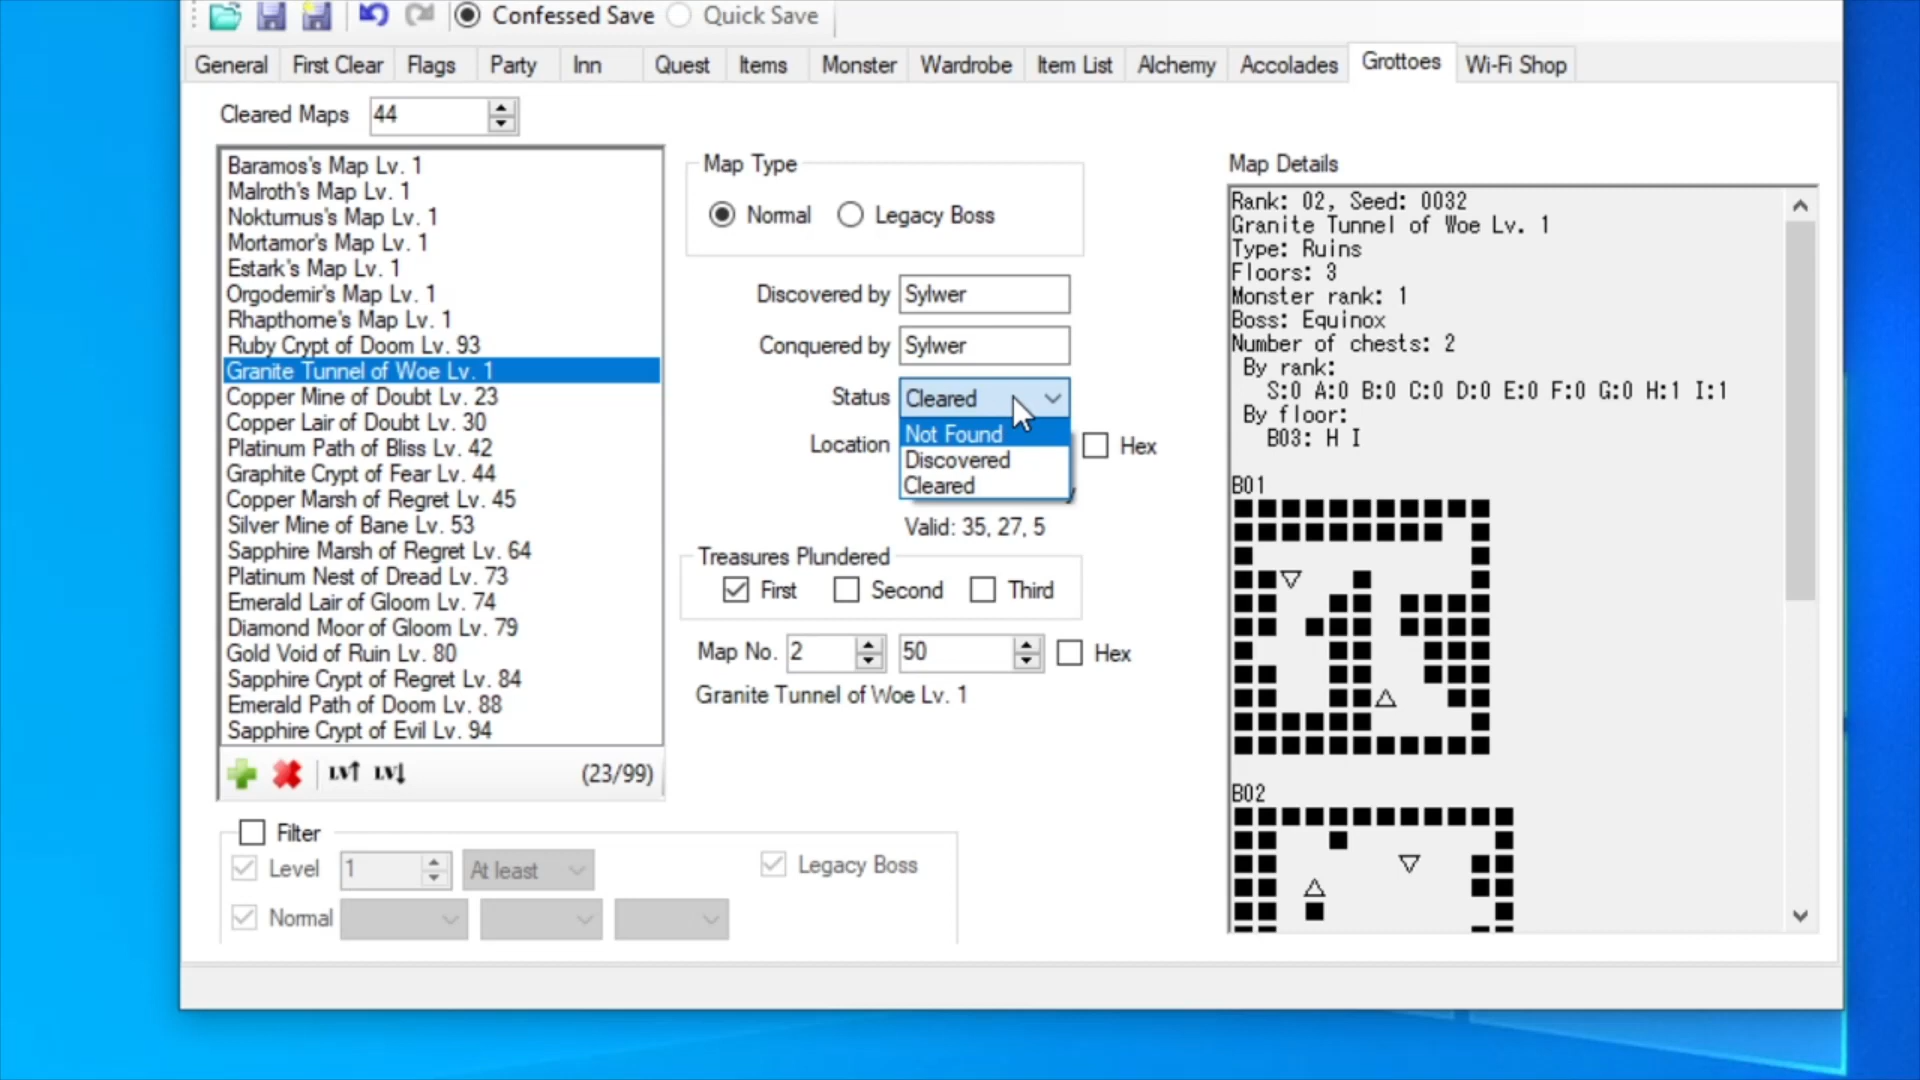 Confessed Save Quick Save
General First Clear Flags Party Inn Quest Items Monster Wardrobe Item List Alchemy Accolades Grottoes Wi-Fi Shop
Cleared Maps 44
Baramos's Map Lv. 1
Malroth's Map Lv. 1
Nokturnus's Map Lv. 1
Mortamor's Map Lv. 1
Estark's Map Lv. 1
Orgodemir's Map Lv. 1
Rhapthorne's Map Lv. 1
Ruby Crypt of Doom Lv. 93
Granite Tunnel of Woe Lv. 1
Copper Mine of Doubt Lv. 23
Copper Lair of Doubt Lv. 30
Platinum Path of Bliss Lv. 42
Graphite Crypt of Fear Lv. 44
Copper Marsh of Regret Lv. 45
Silver Mine of Bane Lv. 53
Sapphire Marsh of Regret Lv. 64
Platinum Nest of Dread Lv. 73
Emerald Lair of Gloom Lv. 74
Diamond Moor of Gloom Lv. 79
Gold Void of Ruin Lv. 80
Sapphire Crypt of Regret Lv. 84
Emerald Path of Doom Lv. 88
Sapphire Crypt of Evil Lv. 94
LV↑ LV↓ (23/99)
Filter
Level 1 At least Legacy Boss
Normal
Map Type
Normal Legacy Boss
Discovered by Sylwer
Conquered by Sylwer
Status Cleared
Not Found
Discovered
Cleared
Location Hex
Valid: 35, 27, 5
Treasures Plundered
First Second Third
Map No. 2 50 Hex
Granite Tunnel of Woe Lv. 1
Map Details
Rank: 02, Seed: 0032
Granite Tunnel of Woe Lv. 1
Type: Ruins
Floors: 3
Monster rank: 1
Boss: Equinox
Number of chests: 2
By rank:
S:0 A:0 B:0 C:0 D:0 E:0 F:0 G:0 H:1 I:1
By floor:
B03: H I
B01
B02